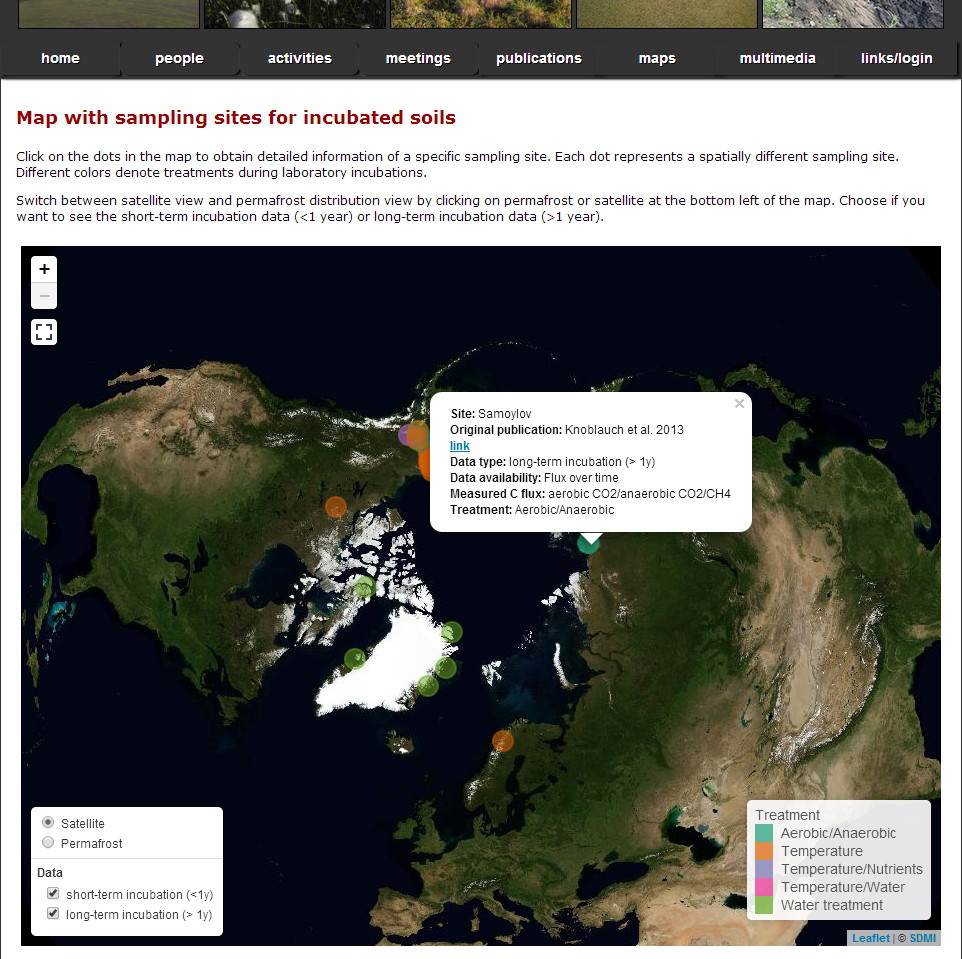 home people activities meetings publications maps multimedia links/login
Map with sampling sites for incubated soils
Click on the dots in the map to obtain detailed information of a specific sampling site. Each dot represents a spatially different sampling site.
Different colors denote treatments during laboratory incubations.
Switch between satellite view and permafrost distribution view by clicking on permafrost or satellite at the bottom left of the map. Choose if you
want to see the short-term incubation data (<1 year) or long-term incubation data (>1 year).
+
−
×
Site: Samoylov
Original publication: Knoblauch et al. 2013
link
Data type: long-term incubation (> 1y)
Data availability: Flux over time
Measured C flux: aerobic CO2/anaerobic CO2/CH4
Treatment: Aerobic/Anaerobic
Satellite
Permafrost
Data
short-term incubation (<1y)
long-term incubation (> 1y)
Treatment
Aerobic/Anaerobic
Temperature
Temperature/Nutrients
Temperature/Water
Water treatment
Leaflet | © SDMI